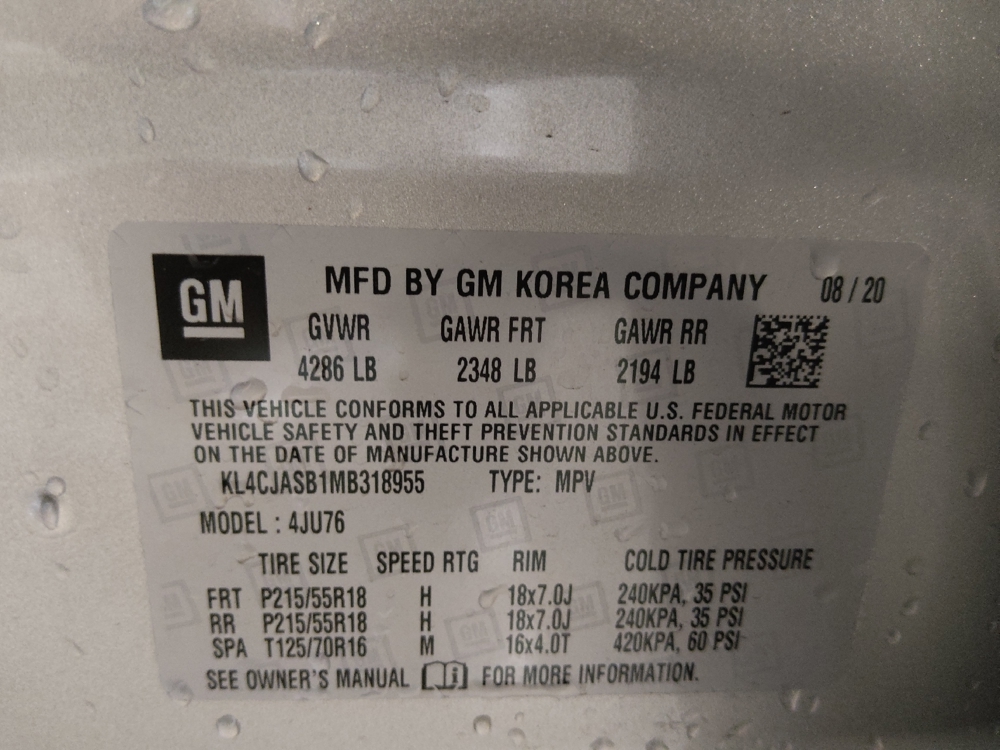 GM
MFD BY GM KOREA COMPANY 08 / 20
GVWR GAWR FRT GAWR RR
4286 LB 2348 LB 2194 LB
THIS VEHICLE CONFORMS TO ALL APPLICABLE U.S. FEDERAL MOTOR
VEHICLE SAFETY AND THEFT PREVENTION STANDARDS IN EFFECT
ON THE DATE OF MANUFACTURE SHOWN ABOVE.
KL4CJASB1MB318955 TYPE: MPV
MODEL : 4JU76
TIRE SIZE SPEED RTG RIM COLD TIRE PRESSURE
FRT P215/55R18 H 18x7.0J 240KPA, 35 PSI
RR P215/55R18 H 18x7.0J 240KPA, 35 PSI
SPA T125/70R16 M 16x4.0T 420KPA, 60 PSI
SEE OWNER'S MANUAL i FOR MORE INFORMATION.